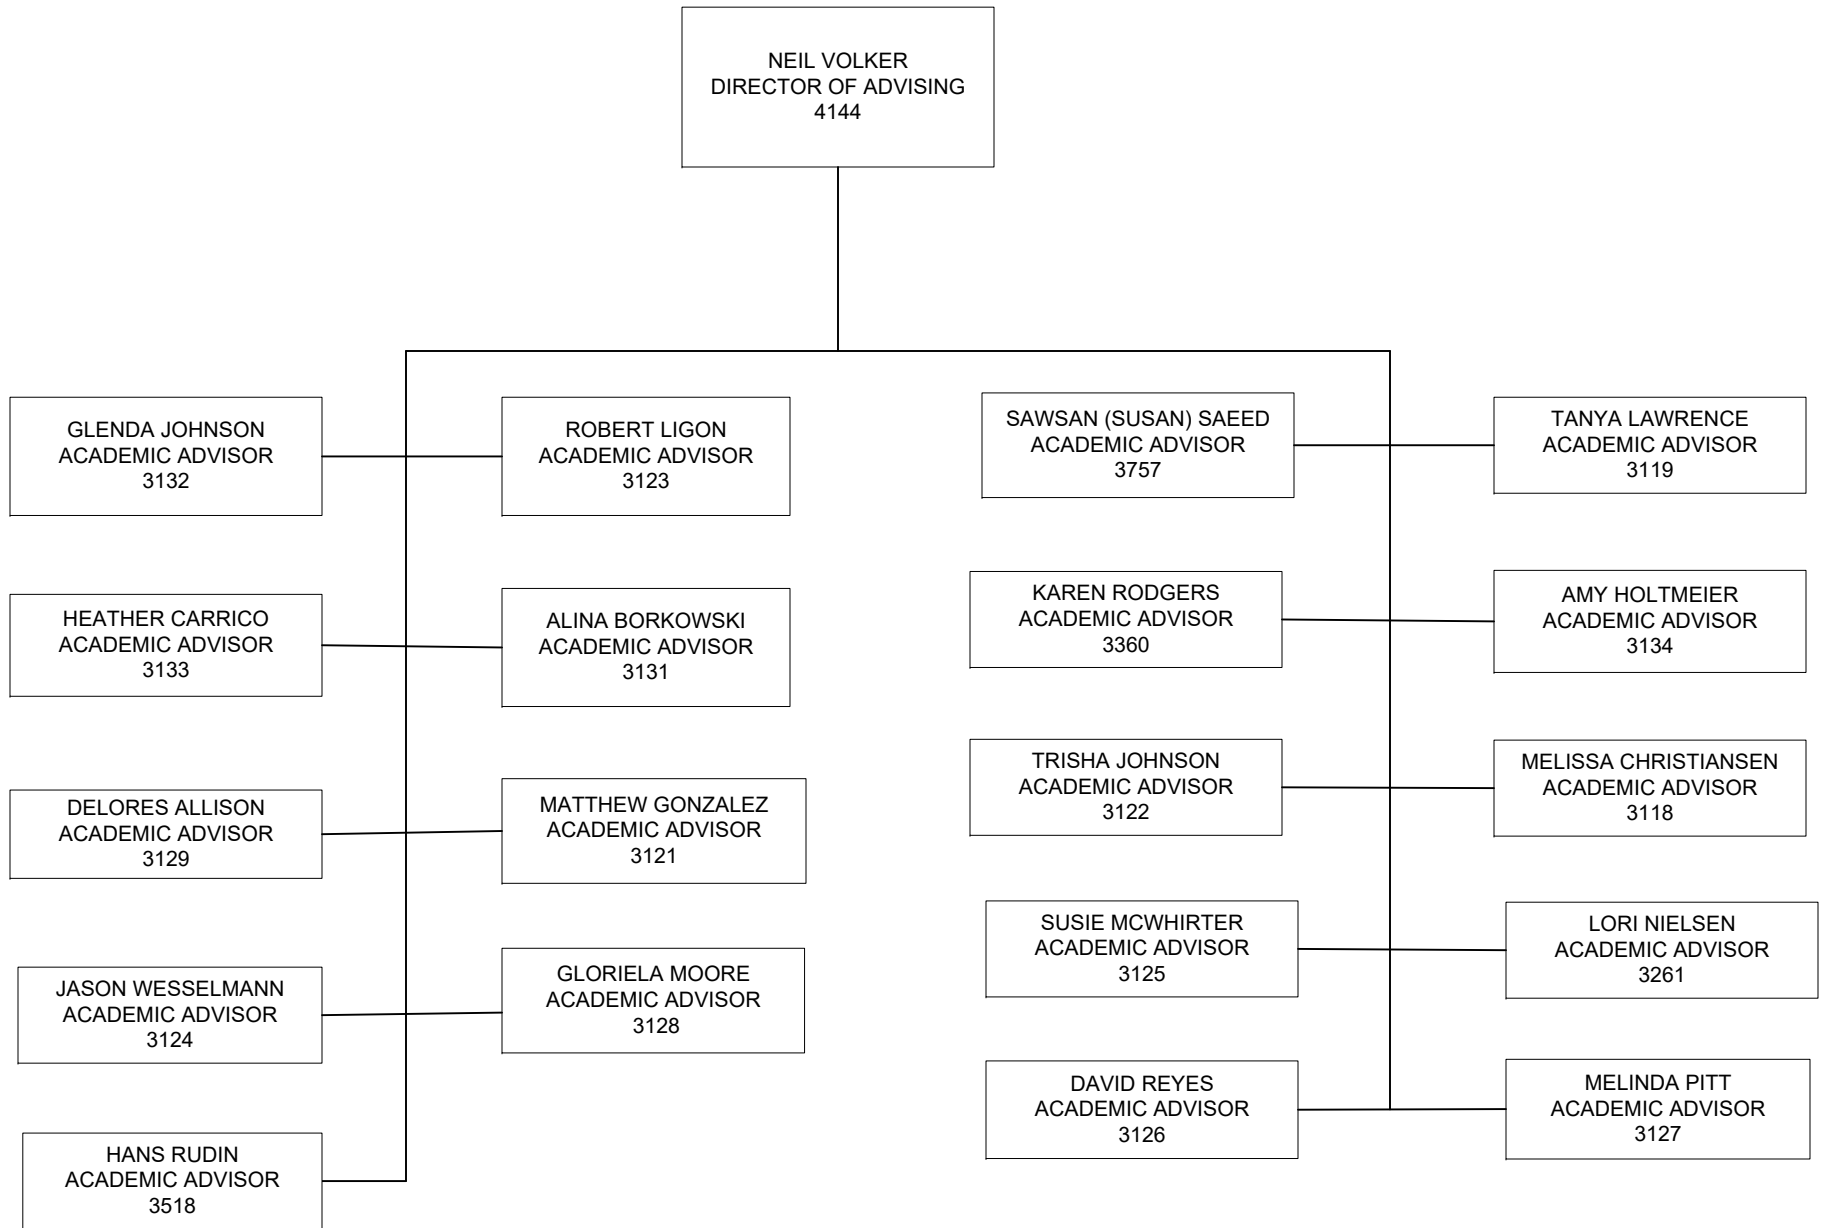 NEIL VOLKER
DIRECTOR OF ADVISING
4144
GLENDA JOHNSON
ACADEMIC ADVISOR
3132
ROBERT LIGON
ACADEMIC ADVISOR
3123
SAWSAN (SUSAN) SAEED
ACADEMIC ADVISOR
3757
TANYA LAWRENCE
ACADEMIC ADVISOR
3119
HEATHER CARRICO
ACADEMIC ADVISOR
3133
ALINA BORKOWSKI
ACADEMIC ADVISOR
3131
KAREN RODGERS
ACADEMIC ADVISOR
3360
AMY HOLTMEIER
ACADEMIC ADVISOR
3134
DELORES ALLISON
ACADEMIC ADVISOR
3129
MATTHEW GONZALEZ
ACADEMIC ADVISOR
3121
TRISHA JOHNSON
ACADEMIC ADVISOR
3122
MELISSA CHRISTIANSEN
ACADEMIC ADVISOR
3118
JASON WESSELMANN
ACADEMIC ADVISOR
3124
GLORIELA MOORE
ACADEMIC ADVISOR
3128
SUSIE MCWHIRTER
ACADEMIC ADVISOR
3125
LORI NIELSEN
ACADEMIC ADVISOR
3261
HANS RUDIN
ACADEMIC ADVISOR
3518
DAVID REYES
ACADEMIC ADVISOR
3126
MELINDA PITT
ACADEMIC ADVISOR
3127